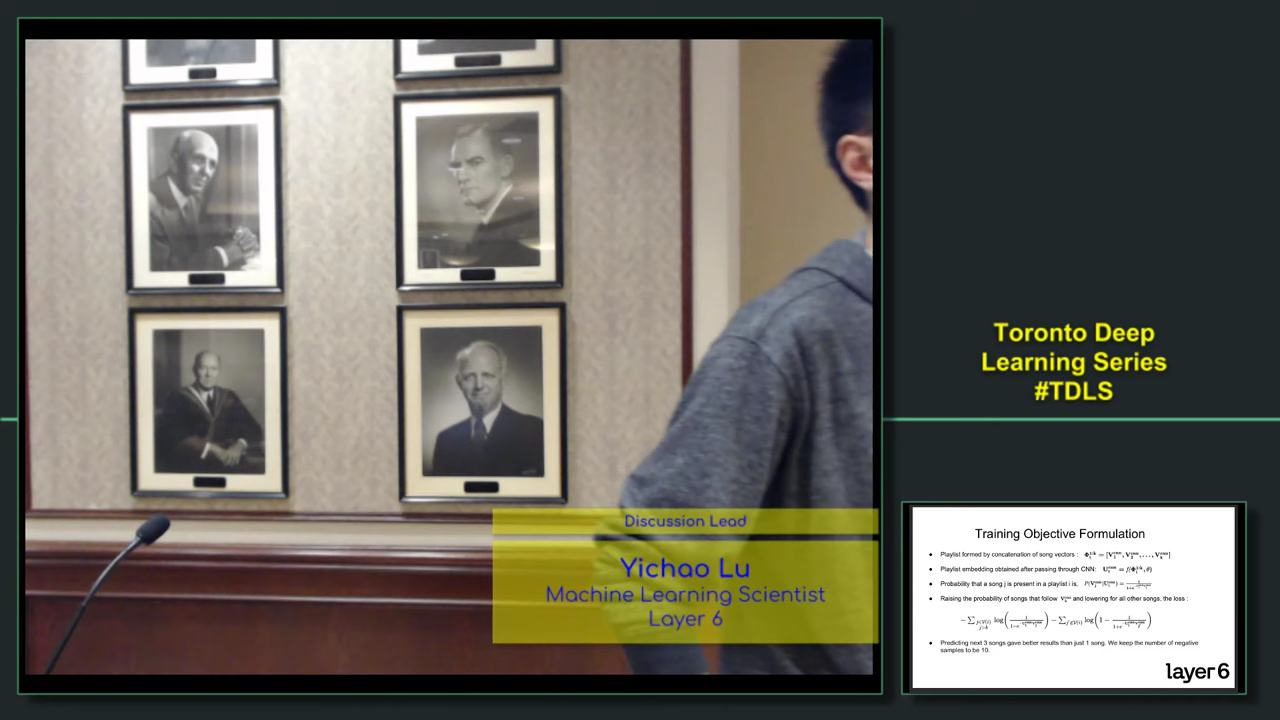 Discussion Lead
Yichao Lu
Machine Learning Scientist
Layer 6
Toronto Deep
Learning Series
#TDLS
Training Objective Formulation
Playlist formed by concatenation of song vectors :
Playlist embedding obtained after passing through CNN:
Probability that a song j is present in a playlist i is,
Raising the probability of songs that follow
and lowering for all other songs, the loss :
Predicting next 3 songs gave better results than just 1 song. We keep the number of negative
samples to be 10.
layer6